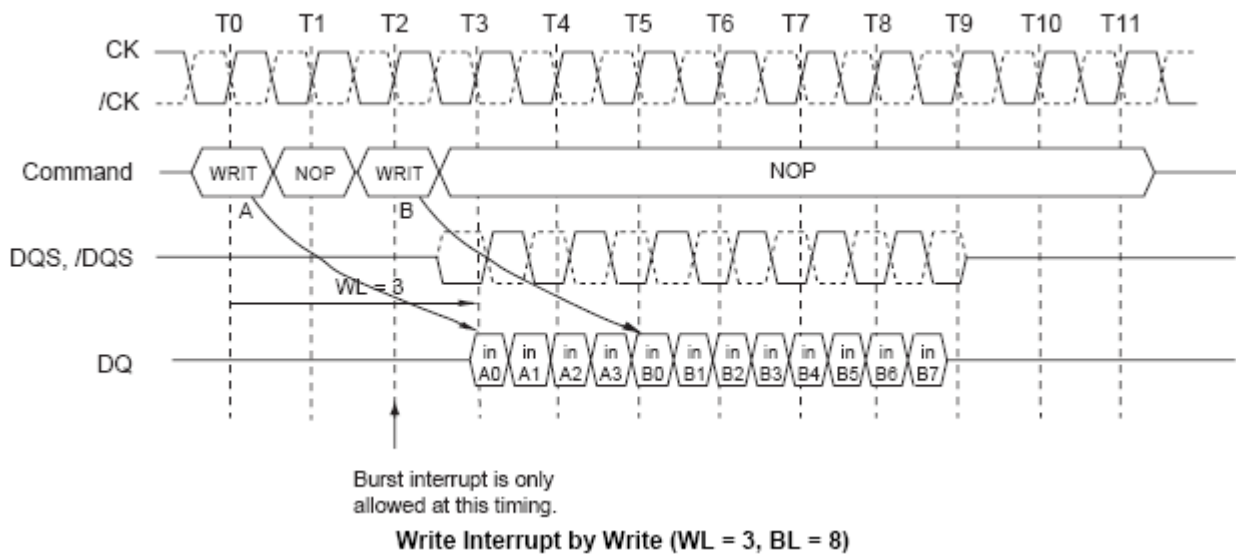 T0 T1 T2 T3 T4 T5 T6 T7 T8 T9 T10 T11
CK
/CK
Command WRIT NOP WRIT NOP
A B
DQS, /DQS
WL = 3
DQ in A0 in A1 in A2 in A3 in B0 in B1 in B2 in B3 in B4 in B5 in B6 in B7
Burst interrupt is only
allowed at this timing.
Write Interrupt by Write (WL = 3, BL = 8)